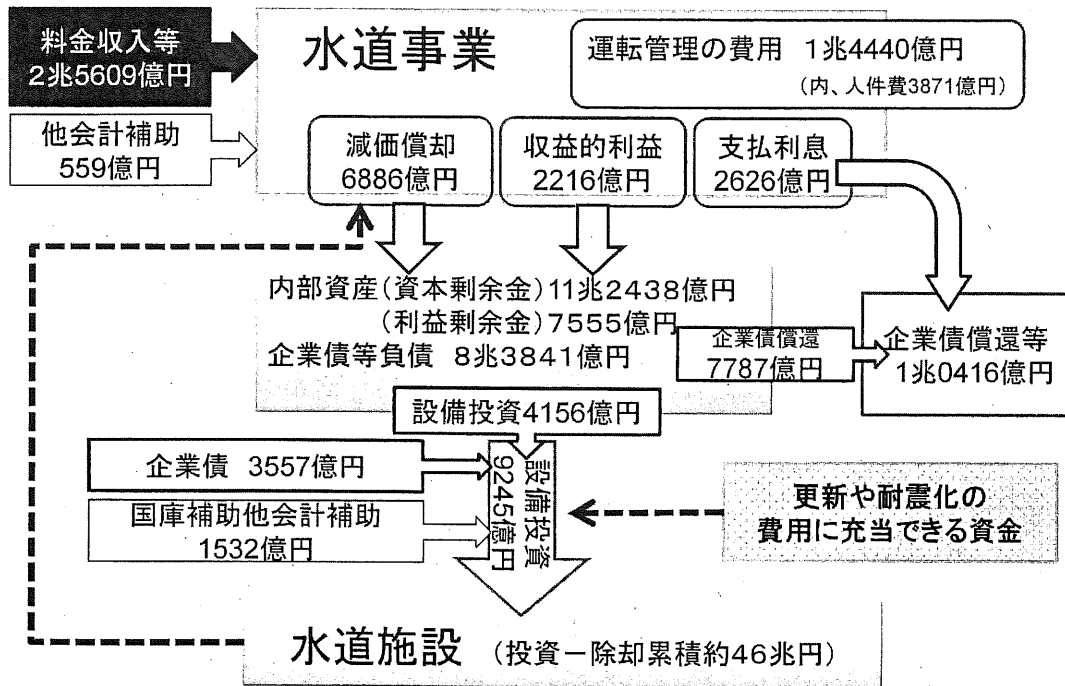 料金収入等
2兆5609億円
水道事業
運転管理の費用 1兆4440億円
(内、人件費3871億円)
他会計補助
559億円
減価償却
6886億円
収益的利益
2216億円
支払利息
2626億円
内部資産(資本剰余金)11兆2438億円
(利益剰余金)7555億円
企業債等負債 8兆3841億円
企業債償還
7787億円
企業債償還等
1兆0416億円
設備投資4156億円
企業債 3557億円
設備投資
9245億円
国庫補助他会計補助
1532億円
更新や耐震化の
費用に充当できる資金
水道施設 (投資－除却累積約46兆円)